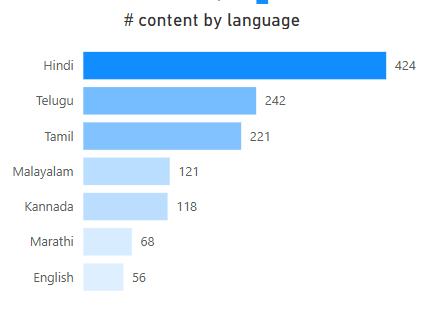 # content by language
Hindi 424
Telugu 242
Tamil 221
Malayalam 121
Kannada 118
Marathi 68
English 56